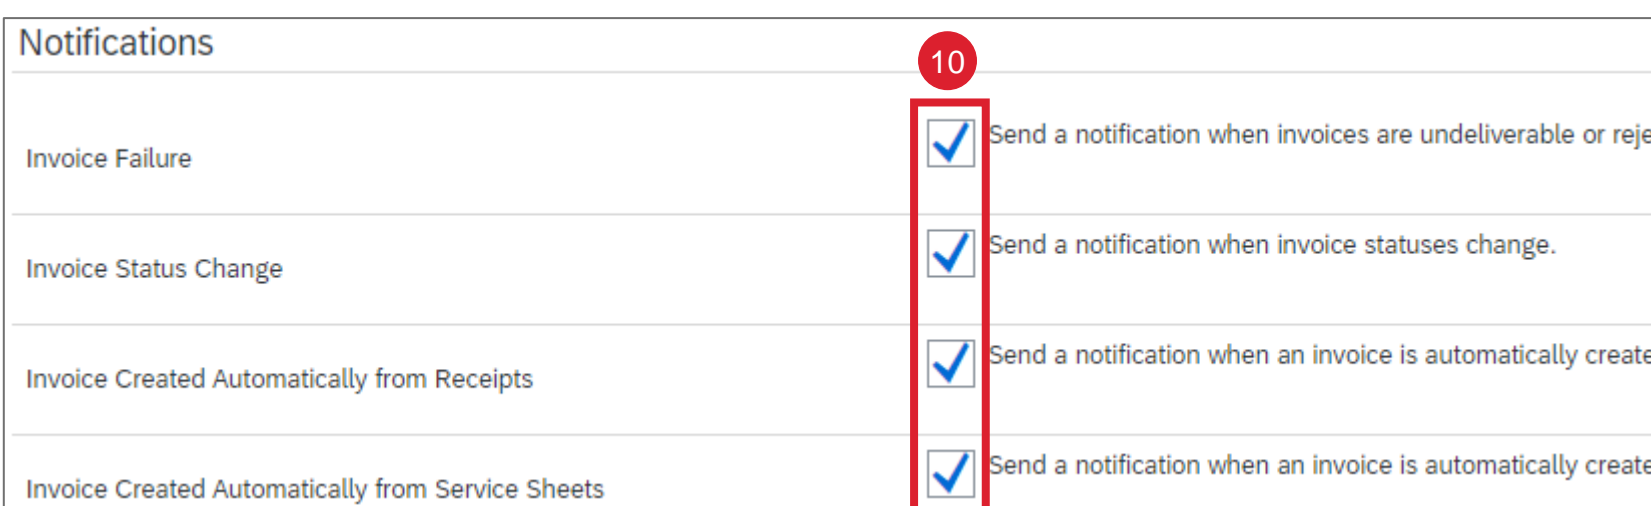 Notifications
10
Invoice Failure
Send a notification when invoices are undeliverable or reje
Invoice Status Change
Send a notification when invoice statuses change.
Invoice Created Automatically from Receipts
Send a notification when an invoice is automatically create
Invoice Created Automatically from Service Sheets
Send a notification when an invoice is automatically create